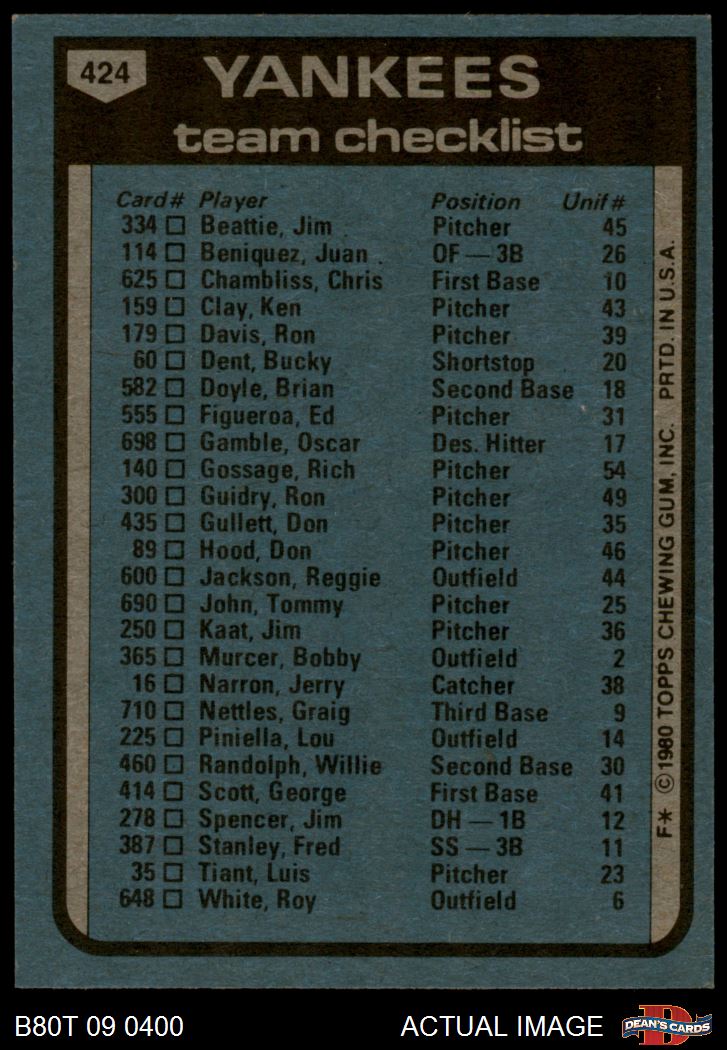 424
YANKEES
team checklist
Card# Player Position Unif#
334 Beattie, Jim Pitcher 45
114 Beniquez, Juan OF — 3B 26
625 Chambliss, Chris First Base 10
159 Clay, Ken Pitcher 43
179 Davis, Ron Pitcher 39
60 Dent, Bucky Shortstop 20
582 Doyle, Brian Second Base 18
555 Figueroa, Ed Pitcher 31
698 Gamble, Oscar Des. Hitter 17
140 Gossage, Rich Pitcher 54
300 Guidry, Ron Pitcher 49
435 Gullett, Don Pitcher 35
89 Hood, Don Pitcher 46
600 Jackson, Reggie Outfield 44
690 John, Tommy Pitcher 25
250 Kaat, Jim Pitcher 36
365 Murcer, Bobby Outfield 2
16 Narron, Jerry Catcher 38
710 Nettles, Graig Third Base 9
225 Piniella, Lou Outfield 14
460 Randolph, Willie Second Base 30
414 Scott, George First Base 41
278 Spencer, Jim DH — 1B 12
387 Stanley, Fred SS — 3B 11
35 Tiant, Luis Pitcher 23
648 White, Roy Outfield 6
F* © 1980 TOPPS CHEWING GUM, INC. PRTD. IN U.S.A.
B80T 09 0400 ACTUAL IMAGE
D
DEAN'S CARDS